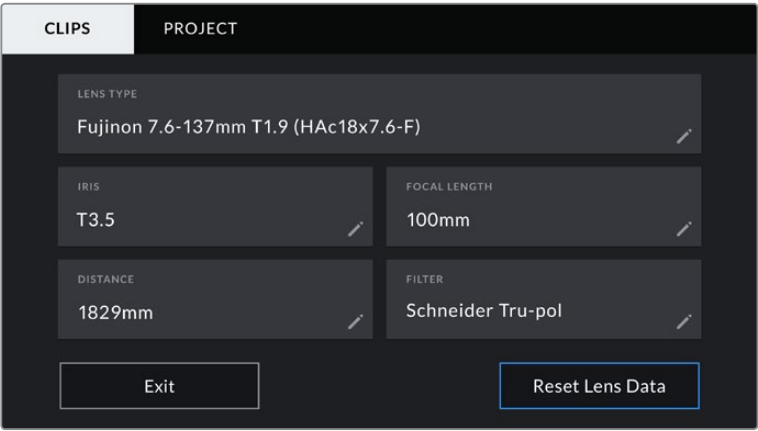 CLIPS PROJECT
LENS TYPE
Fujinon 7.6-137mm T1.9 (HAc18x7.6-F)
IRIS
T3.5
FOCAL LENGTH
100mm
DISTANCE
1829mm
FILTER
Schneider Tru-pol
Exit
Reset Lens Data